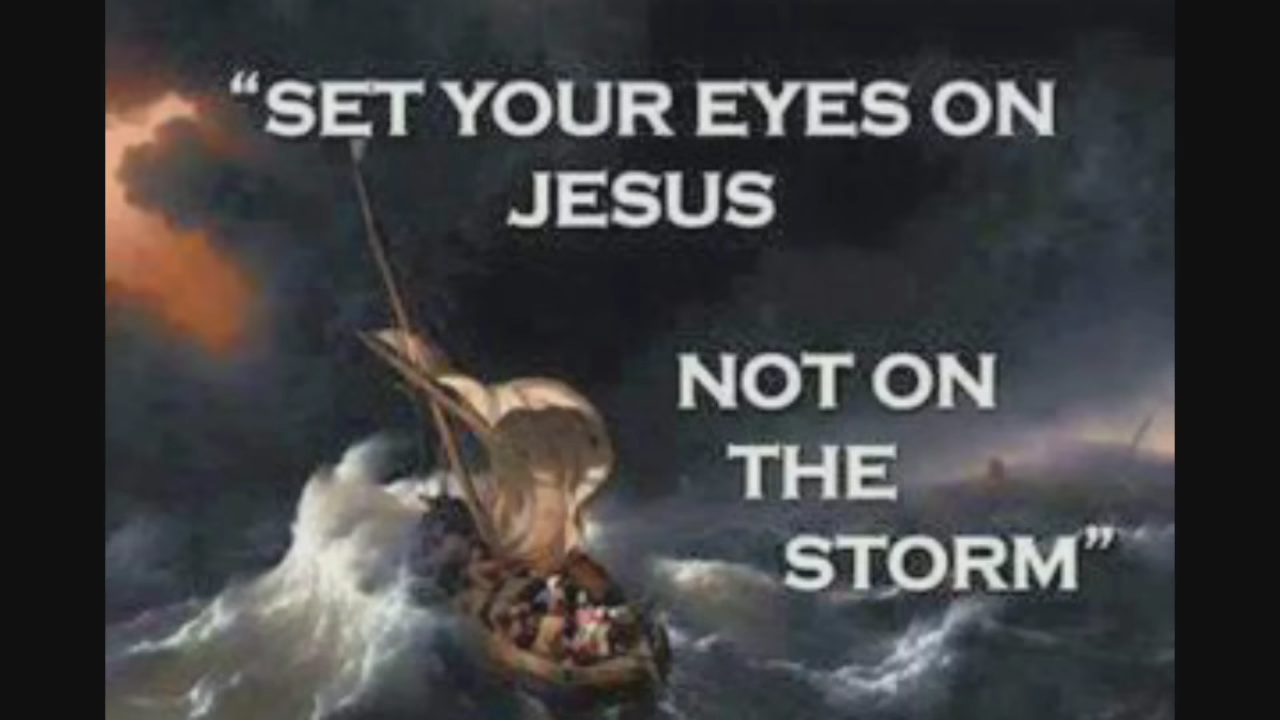 “SET YOUR EYES ON
JESUS
NOT ON
THE
STORM”